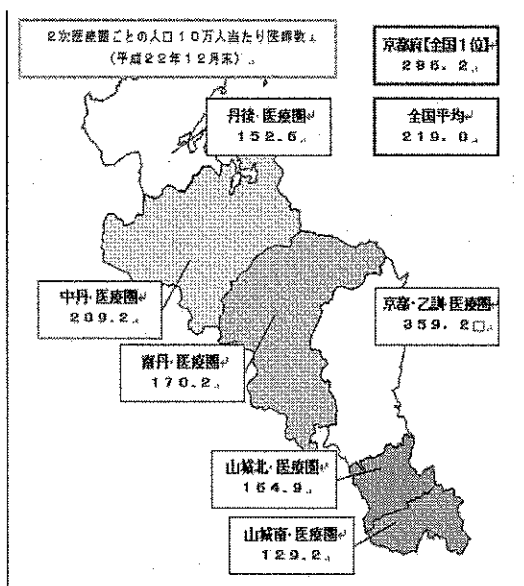 2次医療圏ごとの人口10万人当たり医師数
(平成22年12月末)
京都府[全国1位]
286.2
丹後・医療圏
152.6
全国平均
219.0
中丹・医療圏
209.2
京都・乙訓・医療圏
359.2
南丹・医療圏
170.2
山城北・医療圏
164.9
山城南・医療圏
129.2